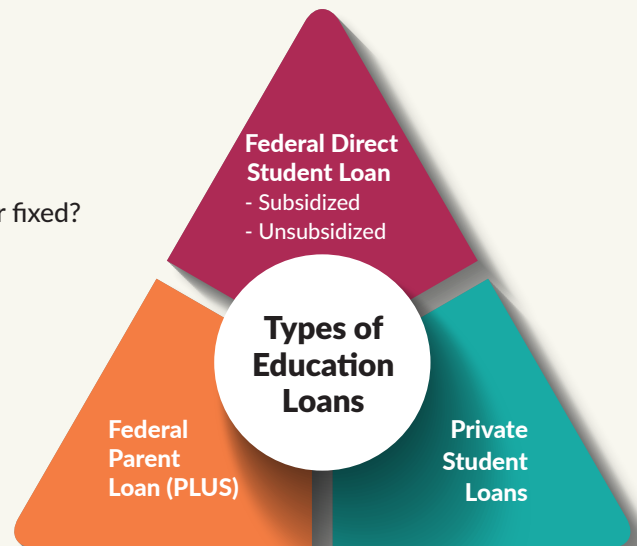 Federal Direct
Student Loan
- Subsidized
- Unsubsidized
r fixed?
Types of
Education
Loans
Federal
Parent
Loan (PLUS)
Private
Student
Loans